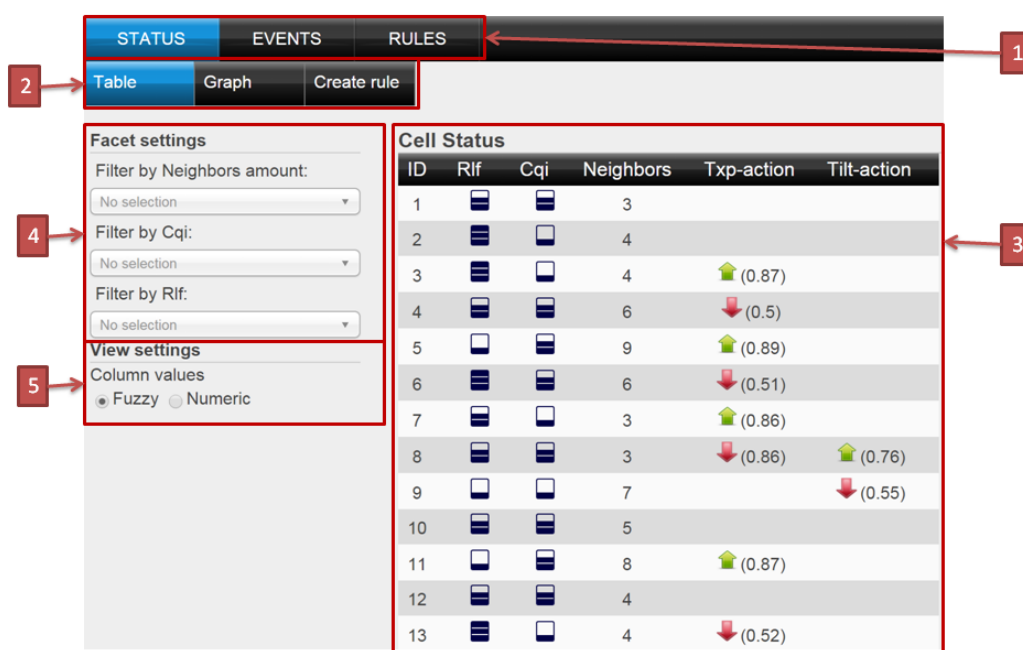 STATUS EVENTS RULES
1
2
Table Graph Create rule
Facet settings
Filter by Neighbors amount:
No selection
4
Filter by Cqi:
No selection
Filter by Rlf:
No selection
View settings
5
Column values
Fuzzy Numeric
Cell Status
3
ID Rlf Cqi Neighbors Txp-action Tilt-action
1 3
2 4
3 4 (0.87)
4 6 (0.5)
5 9 (0.89)
6 6 (0.51)
7 3 (0.86)
8 3 (0.86) (0.76)
9 7 (0.55)
10 5
11 8 (0.87)
12 4
13 4 (0.52)